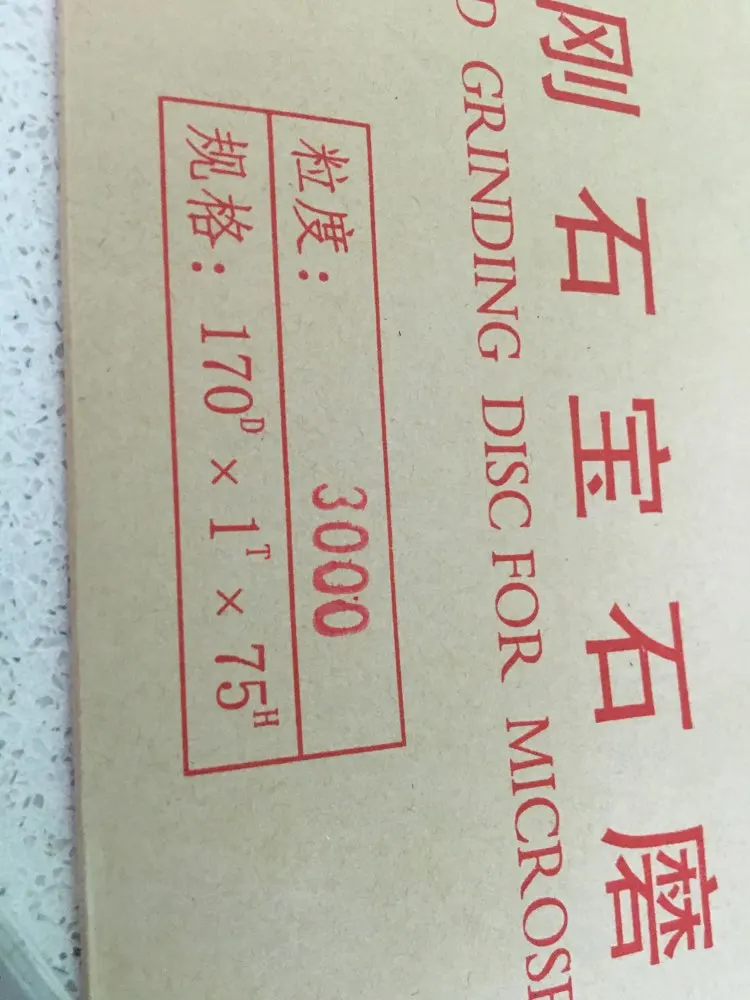 刚石宝石磨
D GRINDING DISC FOR MICROSE
粒度: 3000
规格: 170ᴰ × 1ᵀ × 75ᴴ